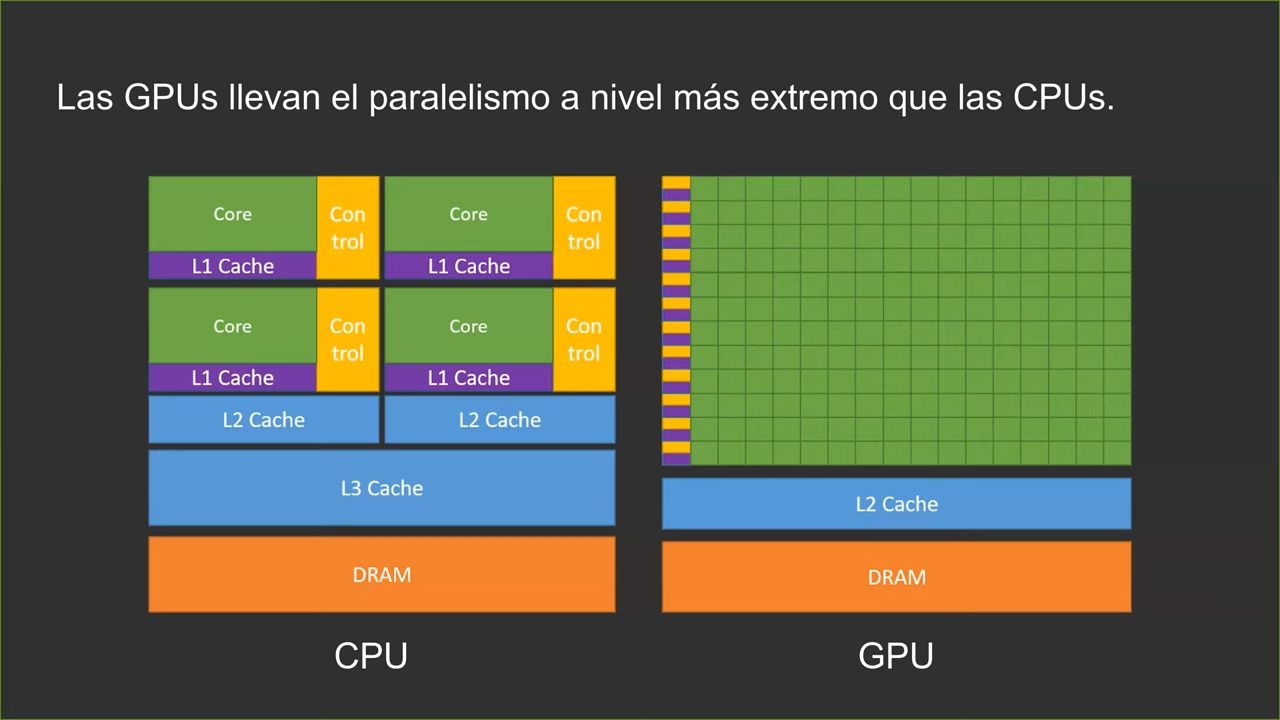 Las GPUs llevan el paralelismo a nivel más extremo que las CPUs.
Core
Con
trol
L1 Cache
Core
Con
trol
L1 Cache
Core
Con
trol
L1 Cache
Core
Con
trol
L1 Cache
L2 Cache
L2 Cache
L3 Cache
DRAM
CPU
L2 Cache
DRAM
GPU